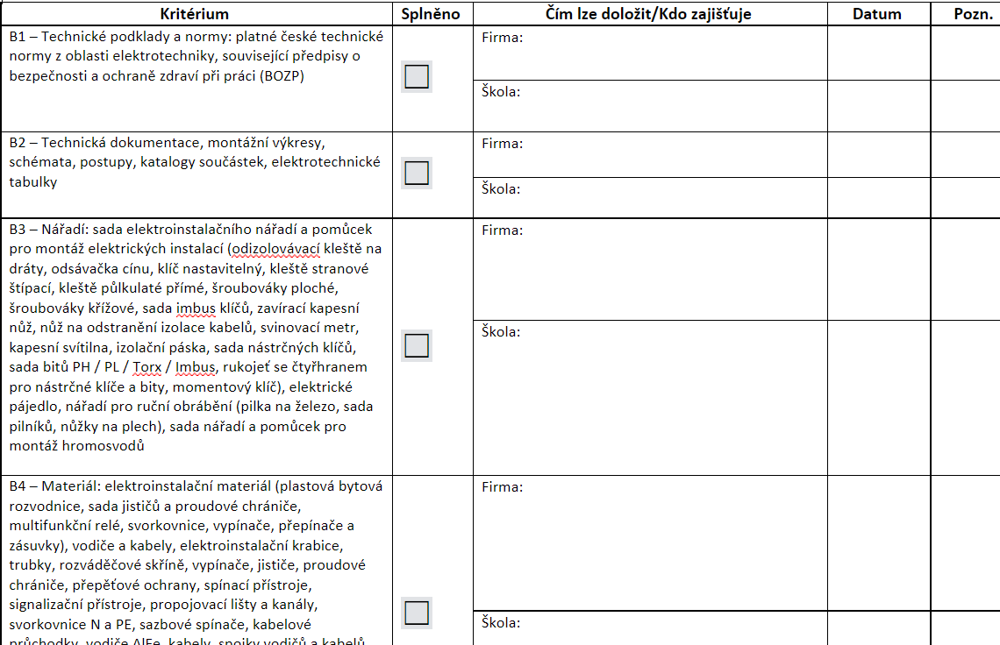 Kritérium Splněno Čím lze doložit/Kdo zajišťuje Datum Pozn.
B1 – Technické podklady a normy: platné české technické
normy z oblasti elektrotechniky, související předpisy o
bezpečnosti a ochraně zdraví při práci (BOZP)
Firma:
Škola:
B2 – Technická dokumentace, montážní výkresy,
schémata, postupy, katalogy součástek, elektrotechnické
tabulky
Firma:
Škola:
B3 – Nářadí: sada elektroinstalačního nářadí a pomůcek
pro montáž elektrických instalací (odizolovávací kleště na
dráty, odsávačka cínu, klíč nastavitelný, kleště stranové
štípací, kleště půlkulaté přímé, šroubováky ploché,
šroubováky křížové, sada imbus klíčů, zavírací kapesní
nůž, nůž na odstranění izolace kabelů, svinovací metr,
kapesní svítilna, izolační páska, sada nástrčných klíčů,
sada bitů PH / PL / Torx / Imbus, rukojeť se čtyřhranem
pro nástrčné klíče a bity, momentový klíč), elektrické
pájedlo, nářadí pro ruční obrábění (pilka na železo, sada
pilníků, nůžky na plech), sada nářadí a pomůcek pro
montáž hromosvodů
Firma:
Škola:
B4 – Materiál: elektroinstalační materiál (plastová bytová
rozvodnice, sada jističů a proudové chrániče,
multifunkční relé, svorkovnice, vypínače, přepínače a
zásuvky), vodiče a kabely, elektroinstalační krabice,
trubky, rozváděčové skříně, vypínače, jističe, proudové
chrániče, přepěťové ochrany, spínací přístroje,
signalizační přístroje, propojovací lišty a kanály,
svorkovnice N a PE, sazbové spínače, kabelové
průchodky, vodiče AlFe, kabely, spojky vodičů a kabelů
Firma:
Škola: